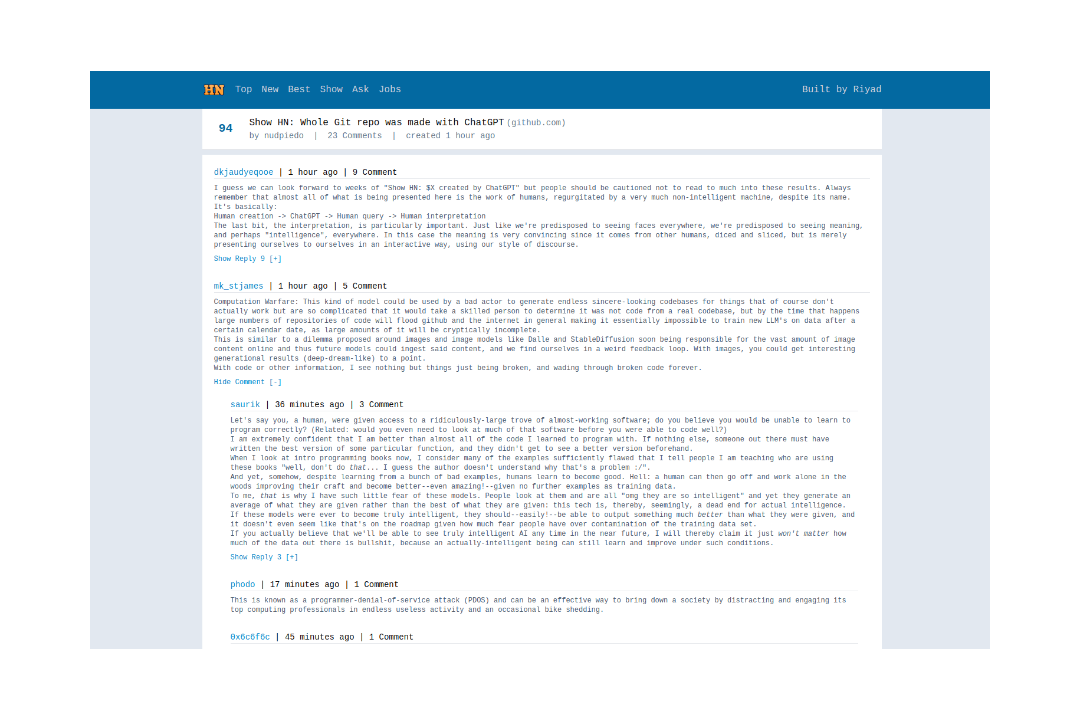 HN Top New Best Show Ask Jobs Built by Riyad
94
Show HN: Whole Git repo was made with ChatGPT (github.com)
by nudpiedo | 23 Comments | created 1 hour ago
dkjaudyeqooe | 1 hour ago | 9 Comment
I guess we can look forward to weeks of "Show HN: $X created by ChatGPT" but people should be cautioned not to read to much into these results. Always
remember that almost all of what is being presented here is the work of humans, regurgitated by a very much non-intelligent machine, despite its name.
It's basically:
Human creation -> ChatGPT -> Human query -> Human interpretation
The last bit, the interpretation, is particularly important. Just like we're predisposed to seeing faces everywhere, we're predisposed to seeing meaning,
and perhaps "intelligence", everywhere. In this case the meaning is very convincing since it comes from other humans, diced and sliced, but is merely
presenting ourselves to ourselves in an interactive way, using our style of discourse.
Show Reply 9 [+]
mk_stjames | 1 hour ago | 5 Comment
Computation Warfare: This kind of model could be used by a bad actor to generate endless sincere-looking codebases for things that of course don't
actually work but are so complicated that it would take a skilled person to determine it was not code from a real codebase, but by the time that happens
large numbers of repositories of code will flood github and the internet in general making it essentially impossible to train new LLM's on data after a
certain calendar date, as large amounts of it will be cryptically incomplete.
This is similar to a dilemma proposed around images and image models like Dalle and StableDiffusion soon being responsible for the vast amount of image
content online and thus future models could ingest said content, and we find ourselves in a weird feedback loop. With images, you could get interesting
generational results (deep-dream-like) to a point.
With code or other information, I see nothing but things just being broken, and wading through broken code forever.
Hide Comment [-]
saurik | 36 minutes ago | 3 Comment
Let's say you, a human, were given access to a ridiculously-large trove of almost-working software; do you believe you would be unable to learn to
program correctly? (Related: would you even need to look at much of that software before you were able to code well?)
I am extremely confident that I am better than almost all of the code I learned to program with. If nothing else, someone out there must have
written the best version of some particular function, and they didn't get to see a better version beforehand.
When I look at intro programming books now, I consider many of the examples sufficiently flawed that I tell people I am teaching who are using
these books "well, don't do that... I guess the author doesn't understand why that's a problem :/".
And yet, somehow, despite learning from a bunch of bad examples, humans learn to become good. Hell: a human can then go off and work alone in the
woods improving their craft and become better--even amazing!--given no further examples as training data.
To me, that is why I have such little fear of these models. People look at them and are all "omg they are so intelligent" and yet they generate an
average of what they are given rather than the best of what they are given: this tech is, thereby, seemingly, a dead end for actual intelligence.
If these models were ever to become truly intelligent, they should--easily!--be able to output something much better than what they were given, and
it doesn't even seem like that's on the roadmap given how much fear people have over contamination of the training data set.
If you actually believe that we'll be able to see truly intelligent AI any time in the near future, I will thereby claim it just won't matter how
much of the data out there is bullshit, because an actually-intelligent being can still learn and improve under such conditions.
Show Reply 3 [+]
phodo | 17 minutes ago | 1 Comment
This is known as a programmer-denial-of-service attack (PDOS) and can be an effective way to bring down a society by distracting and engaging its
top computing professionals in endless useless activity and an occasional bike shedding.
0x6c6f6c | 45 minutes ago | 1 Comment